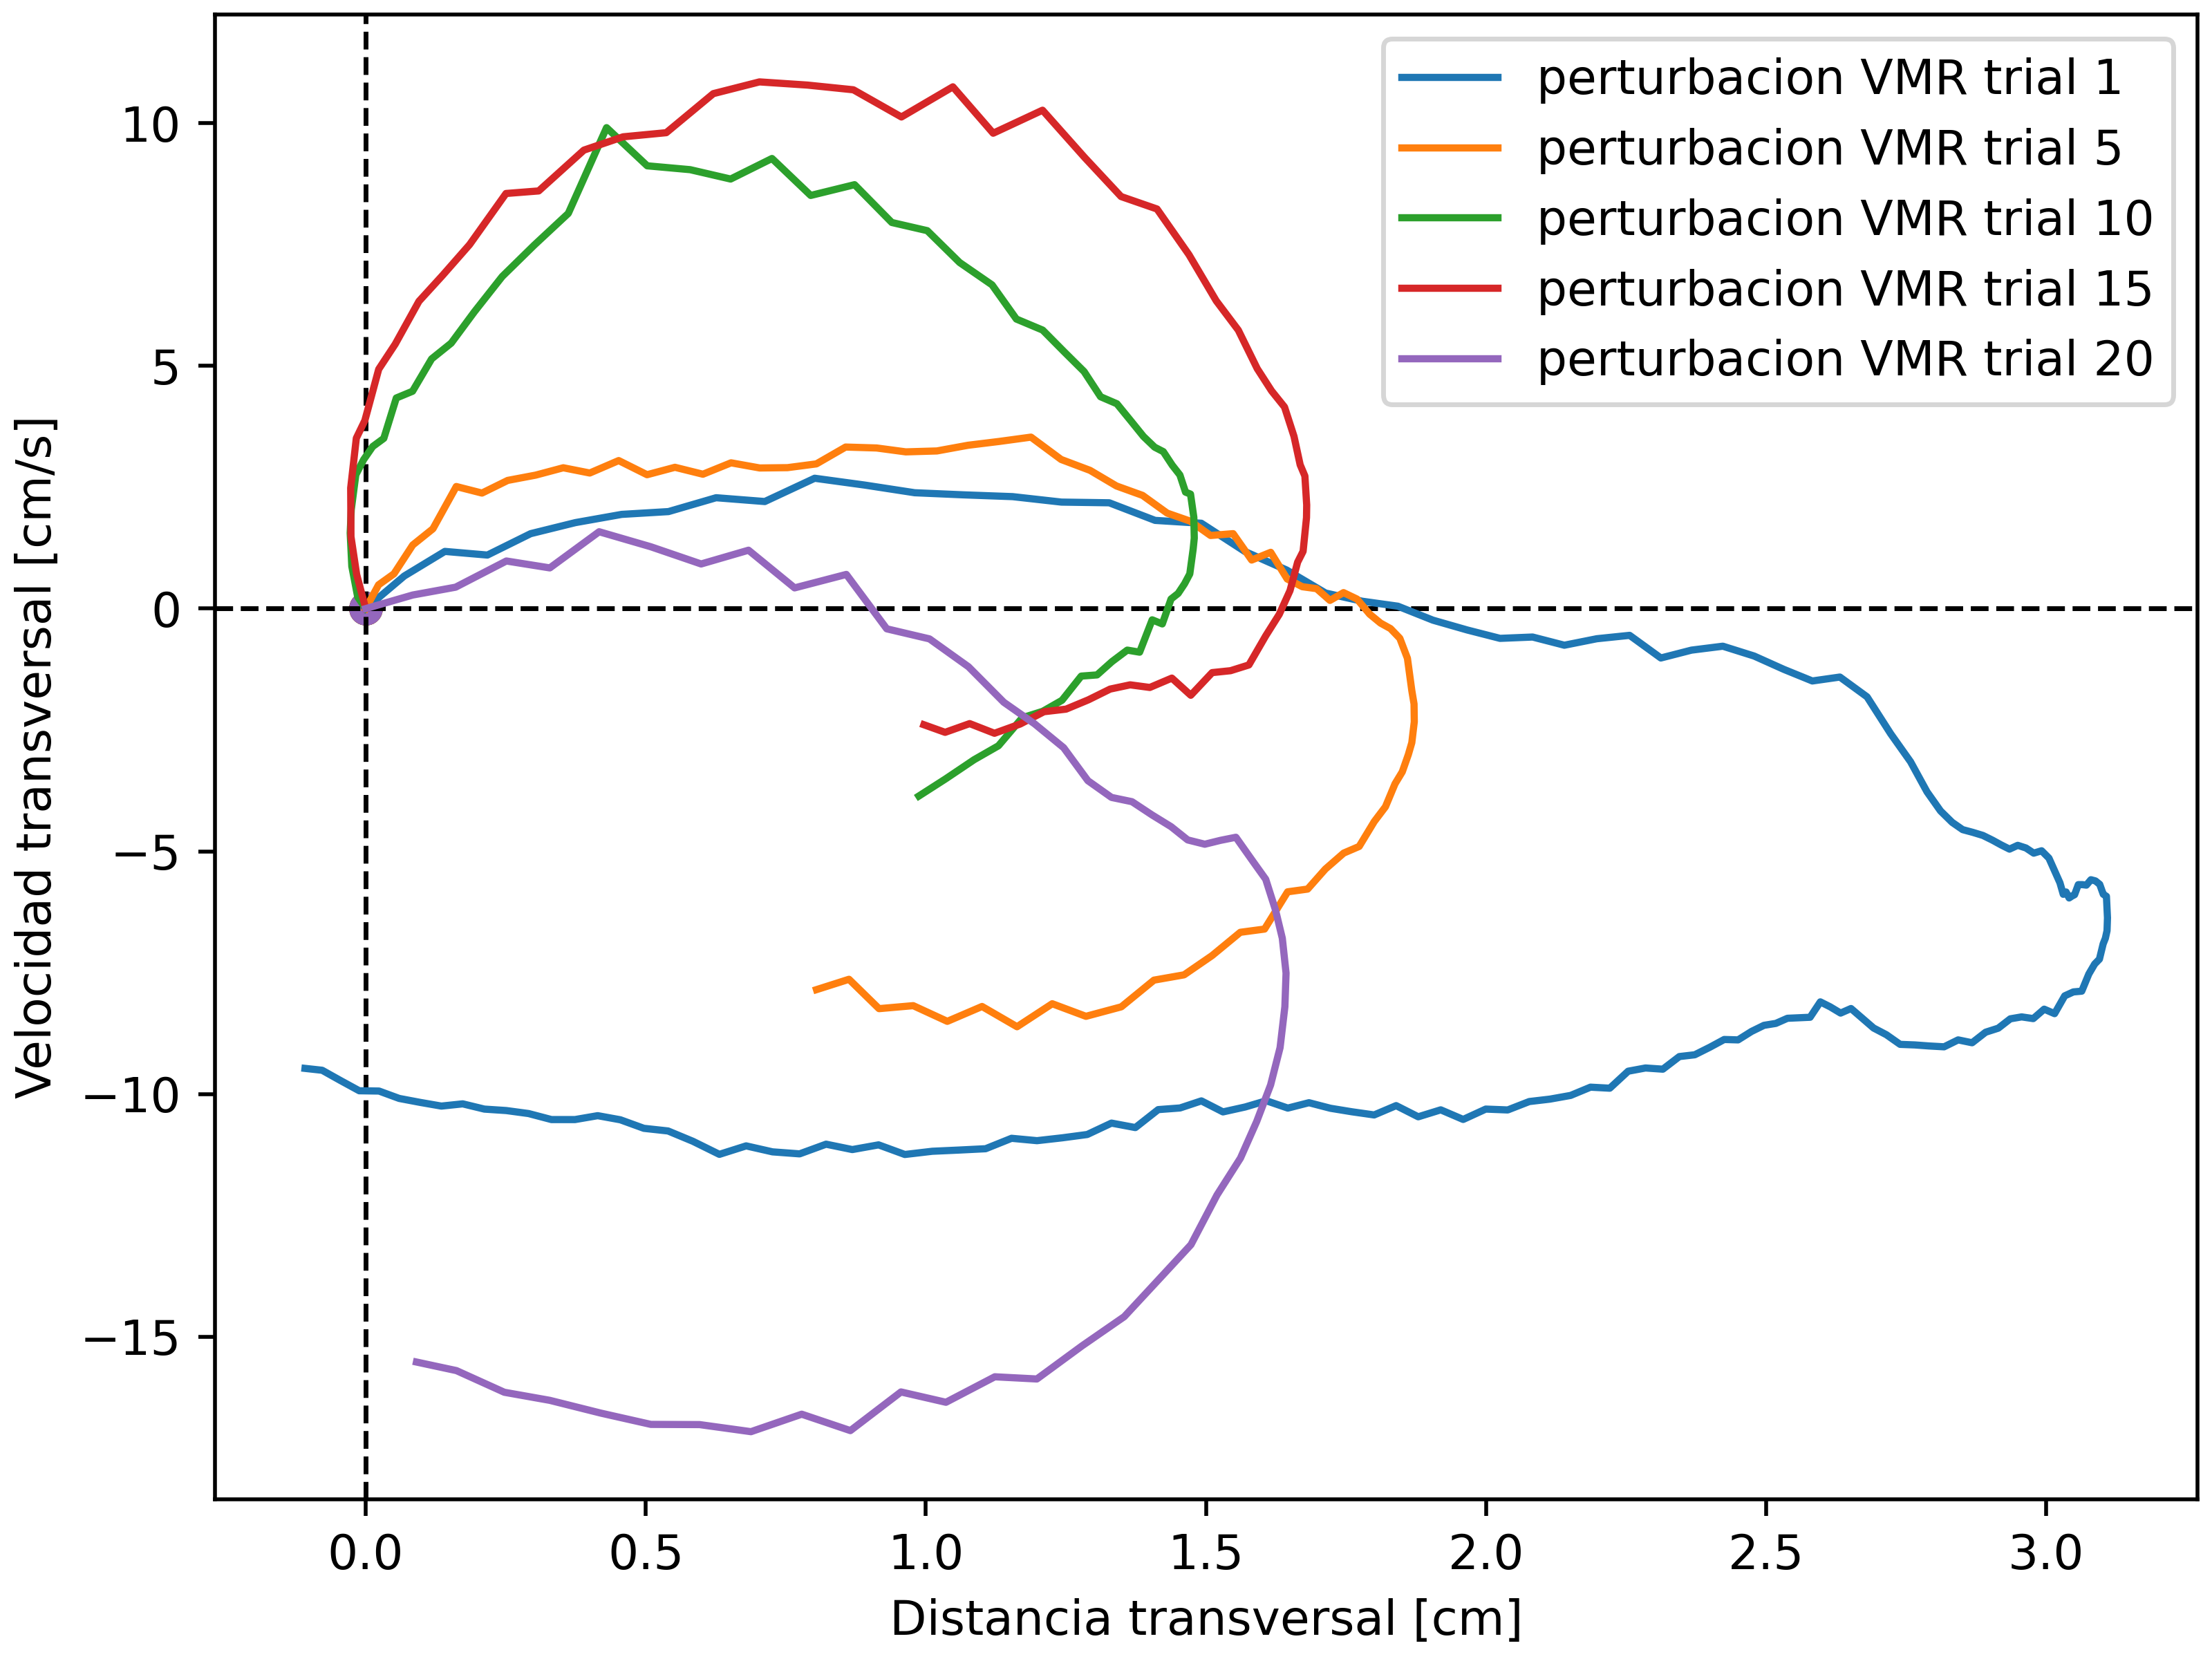 perturbacion VMR trial 1
perturbacion VMR trial 5
perturbacion VMR trial 10
perturbacion VMR trial 15
perturbacion VMR trial 20
Velocidad transversal [cm/s]
10
5
0
−5
−10
−15
0.0 0.5 1.0 1.5 2.0 2.5 3.0
Distancia transversal [cm]